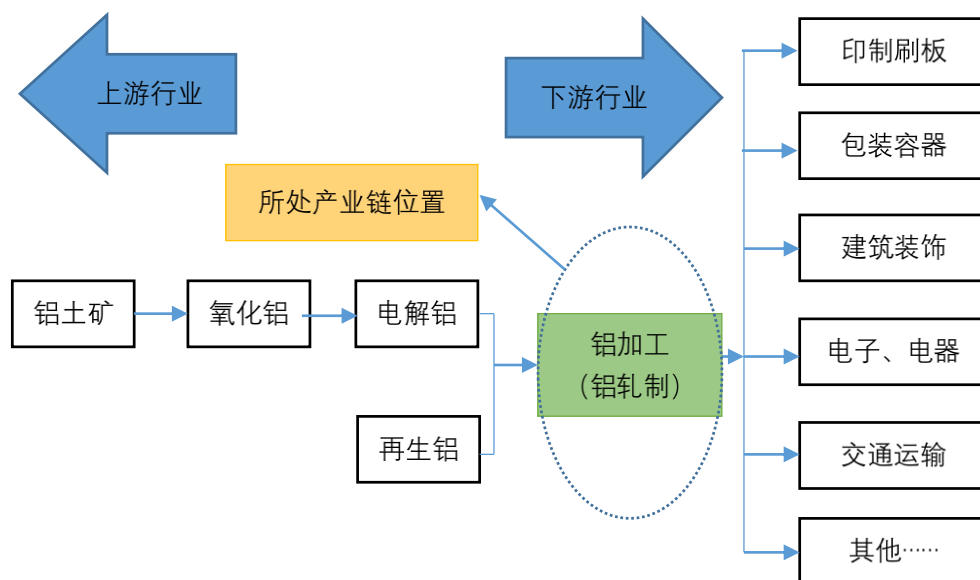 上游行业
下游行业
所处产业链位置
铝土矿
氧化铝
电解铝
再生铝
铝加工
（铝轧制）
印制刷板
包装容器
建筑装饰
电子、电器
交通运输
其他……